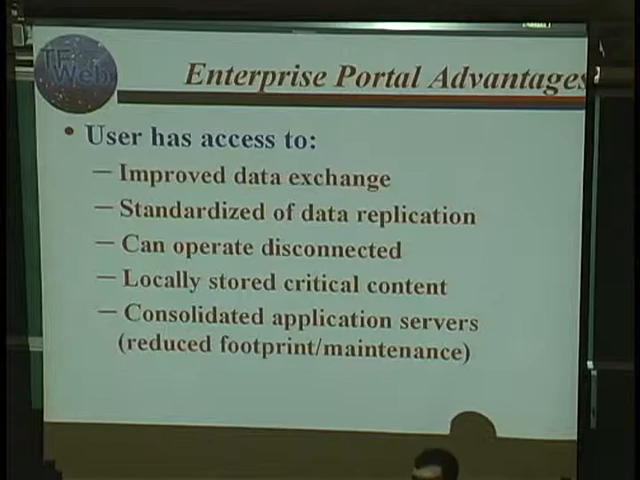 TF
Web
Enterprise Portal Advantages
• User has access to:
— Improved data exchange
— Standardized of data replication
— Can operate disconnected
— Locally stored critical content
— Consolidated application servers
(reduced footprint/maintenance)